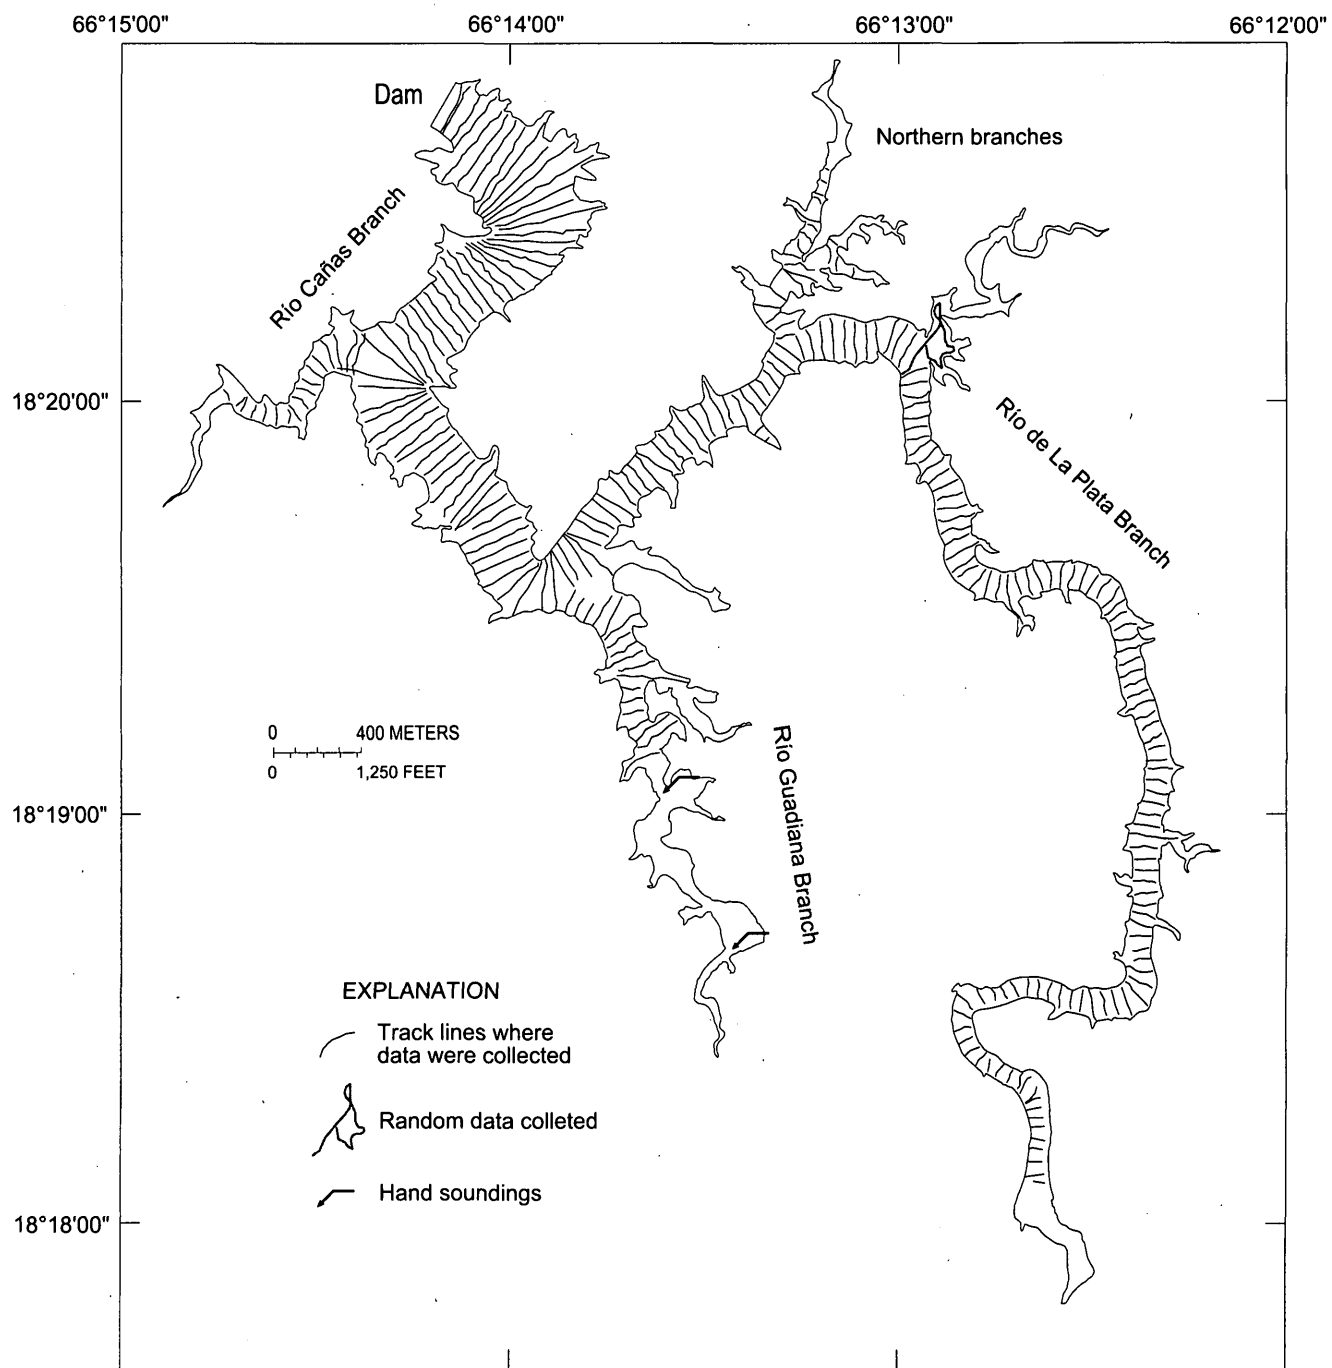 66°15'00"
66°14'00"
66°13'00"
66°12'00"
Dam
Northern branches
Río Cañas Branch
18°20'00"
Río de La Plata Branch
0 400 METERS
0 1,250 FEET
Río Guadiana Branch
18°19'00"
EXPLANATION
Track lines where
data were collected
Random data colleted
Hand soundings
18°18'00"